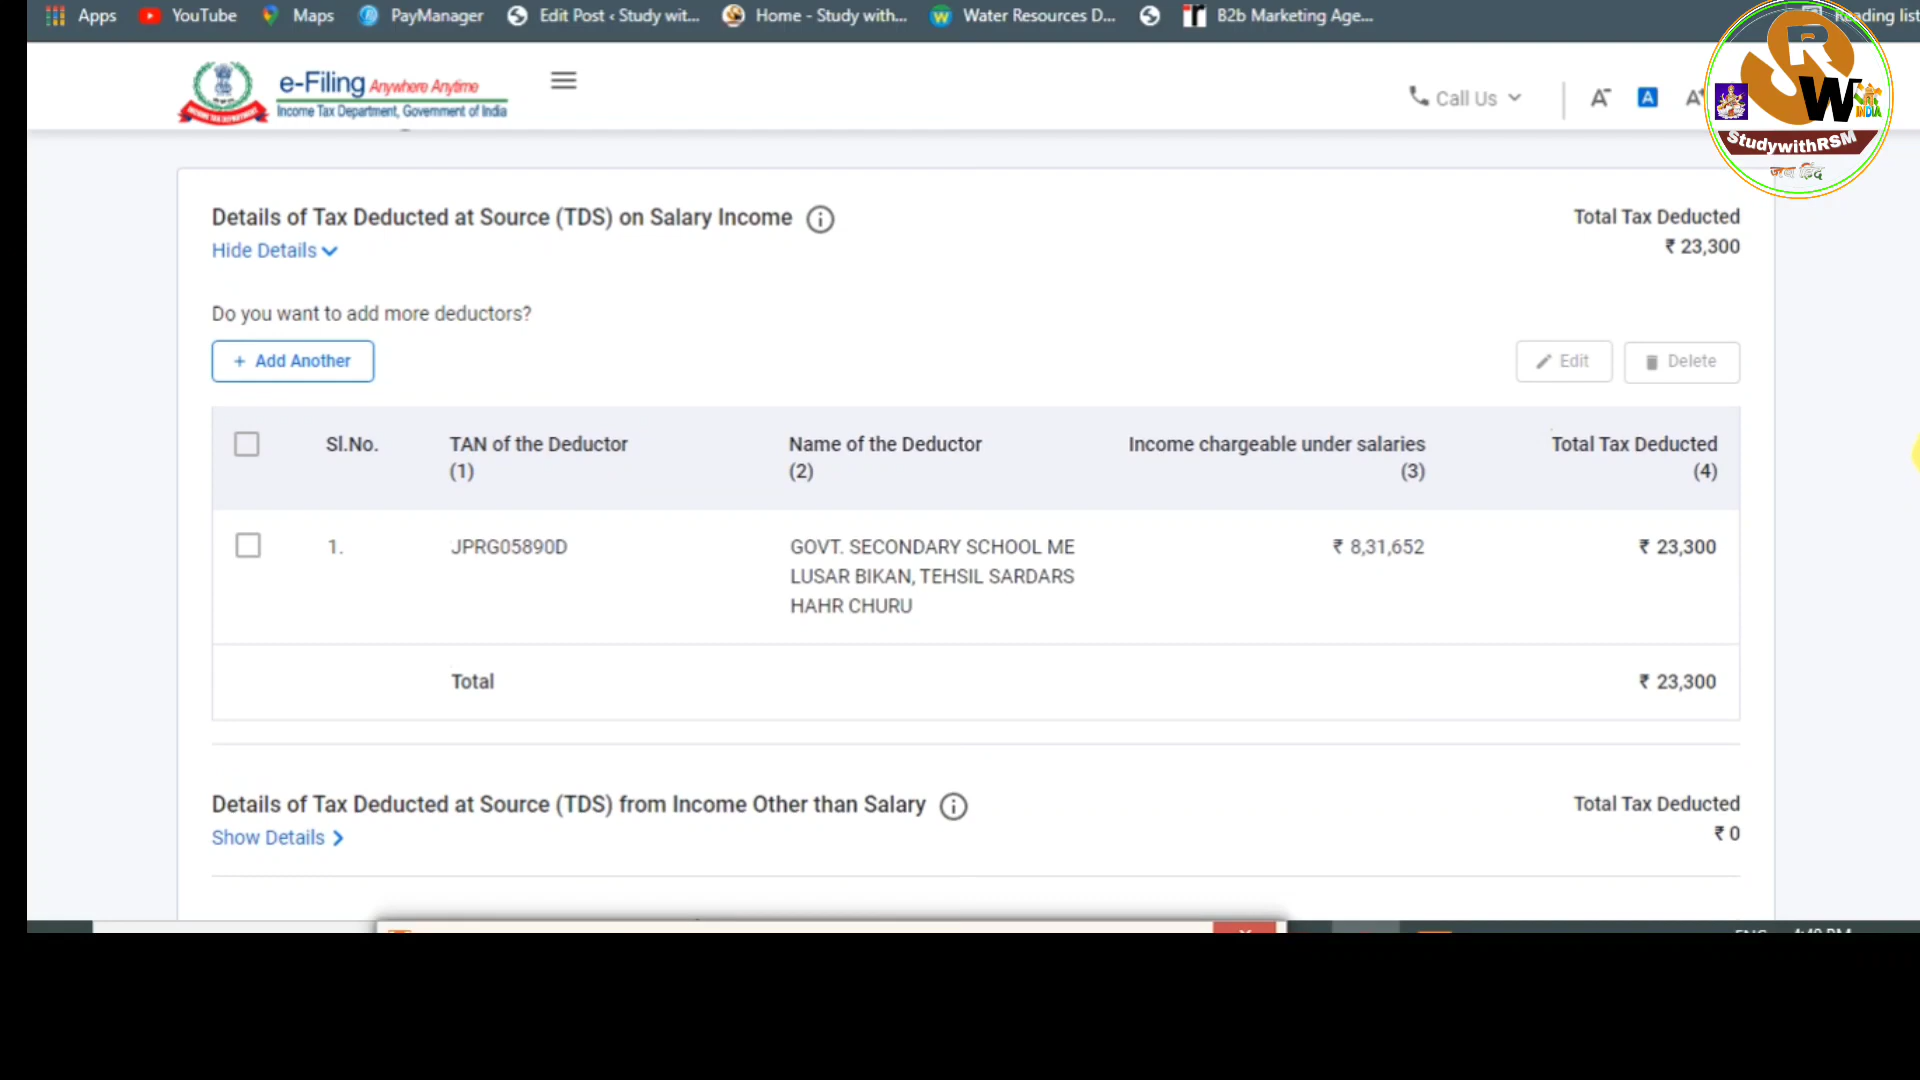 Apps YouTube Maps PayManager Edit Post ‹ Study wit... Home - Study with... Water Resources D... B2b Marketing Age... Reading list
e-Filing Anywhere Anytime
Income Tax Department, Government of India
Call Us A- A A+
SRW
INDIA
StudywithRSM
जय हिंद
Details of Tax Deducted at Source (TDS) on Salary Income Total Tax Deducted
Hide Details ₹ 23,300
Do you want to add more deductors?
+ Add Another Edit Delete
Sl.No. TAN of the Deductor Name of the Deductor Income chargeable under salaries Total Tax Deducted
(1) (2) (3) (4)
1. JPRG05890D GOVT. SECONDARY SCHOOL ME ₹ 8,31,652 ₹ 23,300
LUSAR BIKAN, TEHSIL SARDARS
HAHR CHURU
Total ₹ 23,300
Details of Tax Deducted at Source (TDS) from Income Other than Salary Total Tax Deducted
Show Details ₹ 0